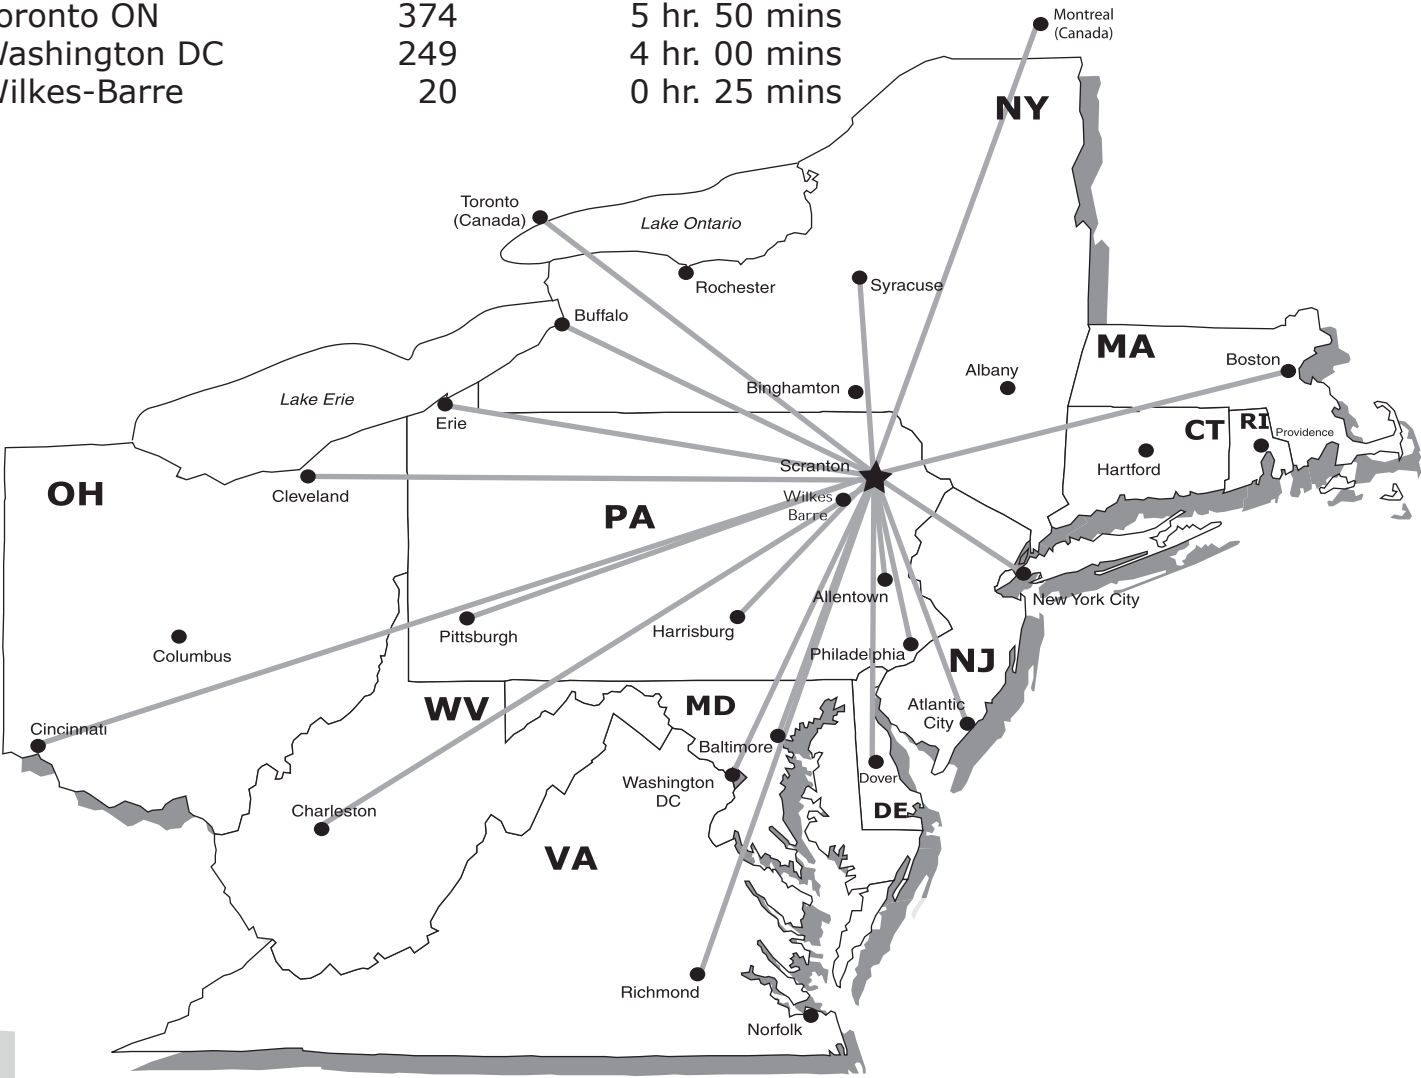 oronto ON 374 5 hr. 50 mins
Washington DC 249 4 hr. 00 mins
Wilkes-Barre 20 0 hr. 25 mins
Montreal
(Canada)
NY
Toronto
(Canada)
Lake Ontario
Rochester
Syracuse
Buffalo
MA
Boston
Albany
Binghamton
Lake Erie
Erie
CT
RI
Providence
Hartford
Scranton
Cleveland
OH
Wilkes
Barre
PA
Allentown
New York City
Pittsburgh
Harrisburg
Columbus
Philadelphia
NJ
WV
MD
Atlantic
City
Cincinnati
Baltimore
Washington
DC
Dover
DE
Charleston
VA
Richmond
Norfolk